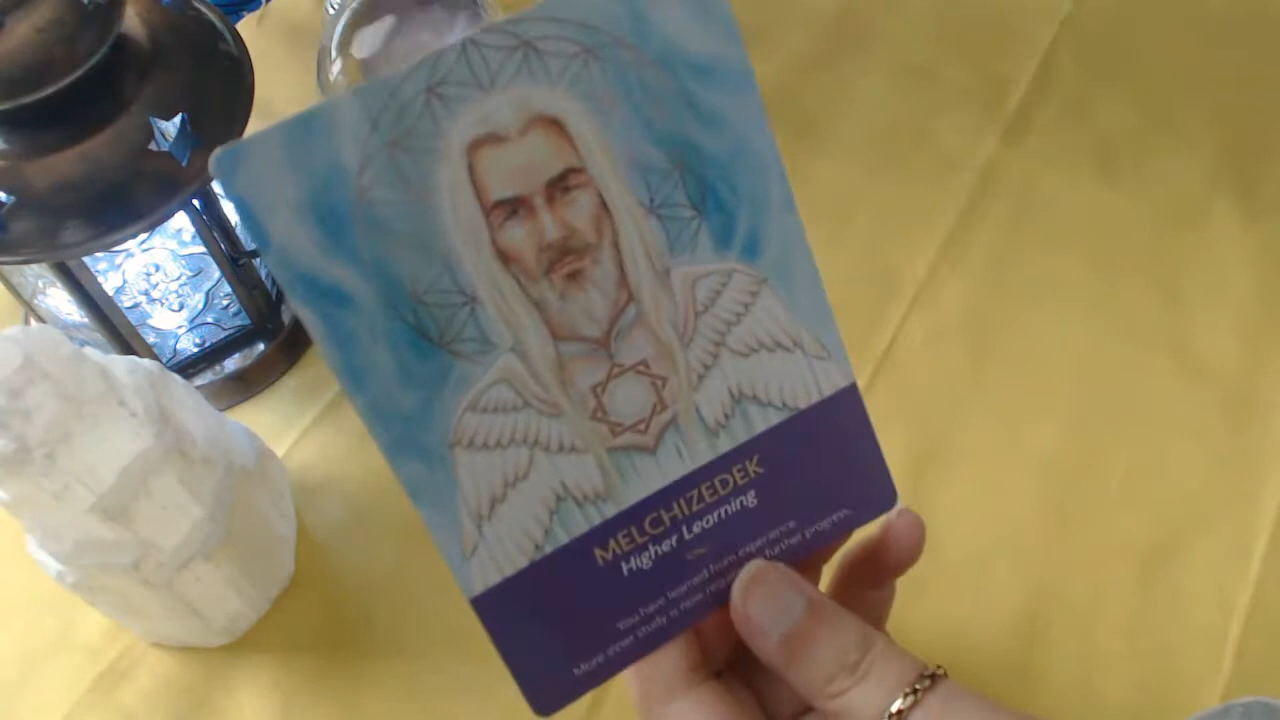 MELCHIZEDEK
Higher Learning
You have learned from experience
More inner study is now further progress.